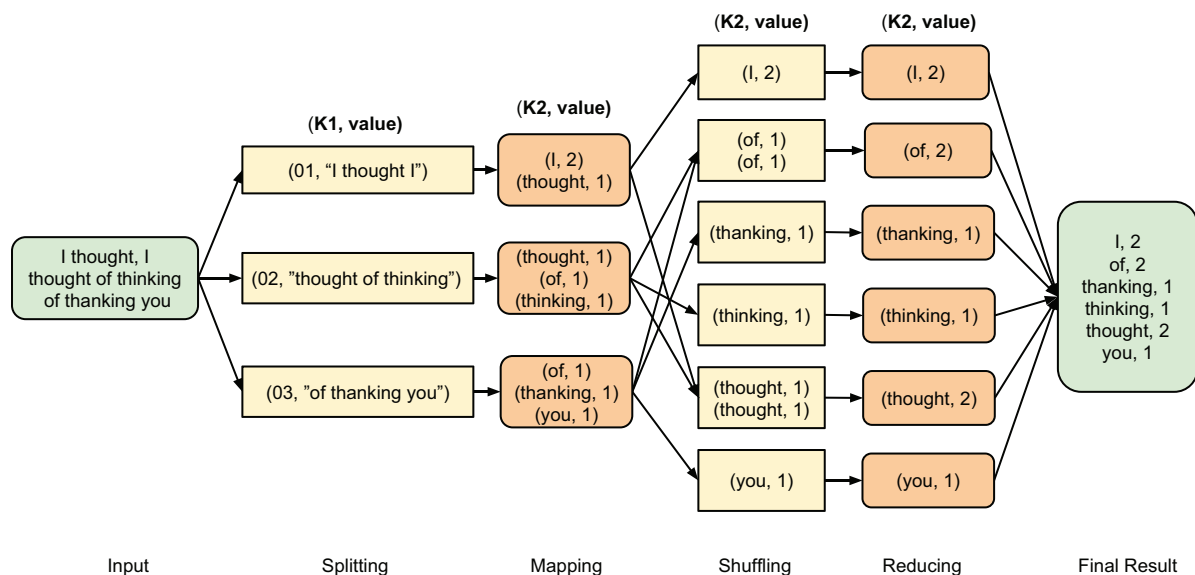 (K2, value)
(K2, value)
(I, 2)
(I, 2)
(K1, value)
(K2, value)
(01, “I thought I”)
(I, 2)
(thought, 1)
(of, 1)
(of, 1)
(of, 2)
I thought, I
thought of thinking
of thanking you
(02, ”thought of thinking”)
(thought, 1)
(of, 1)
(thinking, 1)
(thanking, 1)
(thanking, 1)
(thinking, 1)
(thinking, 1)
I, 2
of, 2
thanking, 1
thinking, 1
thought, 2
you, 1
(03, ”of thanking you”)
(of, 1)
(thanking, 1)
(you, 1)
(thought, 1)
(thought, 1)
(thought, 2)
(you, 1)
(you, 1)
Input
Splitting
Mapping
Shuffling
Reducing
Final Result